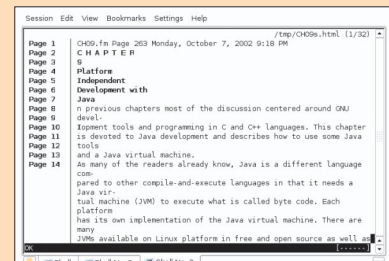 Session Edit View Bookmarks Settings Help
/tmp/CH09s.html (1/32)
Page 1 CH09.fm Page 263 Monday, October 7, 2002 9:18 PM
Page 2 C H A P T E R
Page 3 9
Page 4 Platform
Page 5 Independent
Page 6 Development with
Page 7 Java
Page 8 n previous chapters most of the discussion centered around GNU
Page 9 devel-
Page 10 Iopment tools and programming in C and C++ languages. This chapter
Page 11 is devoted to Java development and describes how to use some Java
Page 12 tools
Page 13 and a Java virtual machine.
Page 14 As many of the readers already know, Java is a different language
com-
pared to other compile-and-execute languages in that it needs a
Java vir-
tual machine (JVM) to execute what is called byte code. Each
platform
has its own implementation of the Java virtual machine. There are
many
JVMs available on Linux platform in free and open source as well as
OK [------]